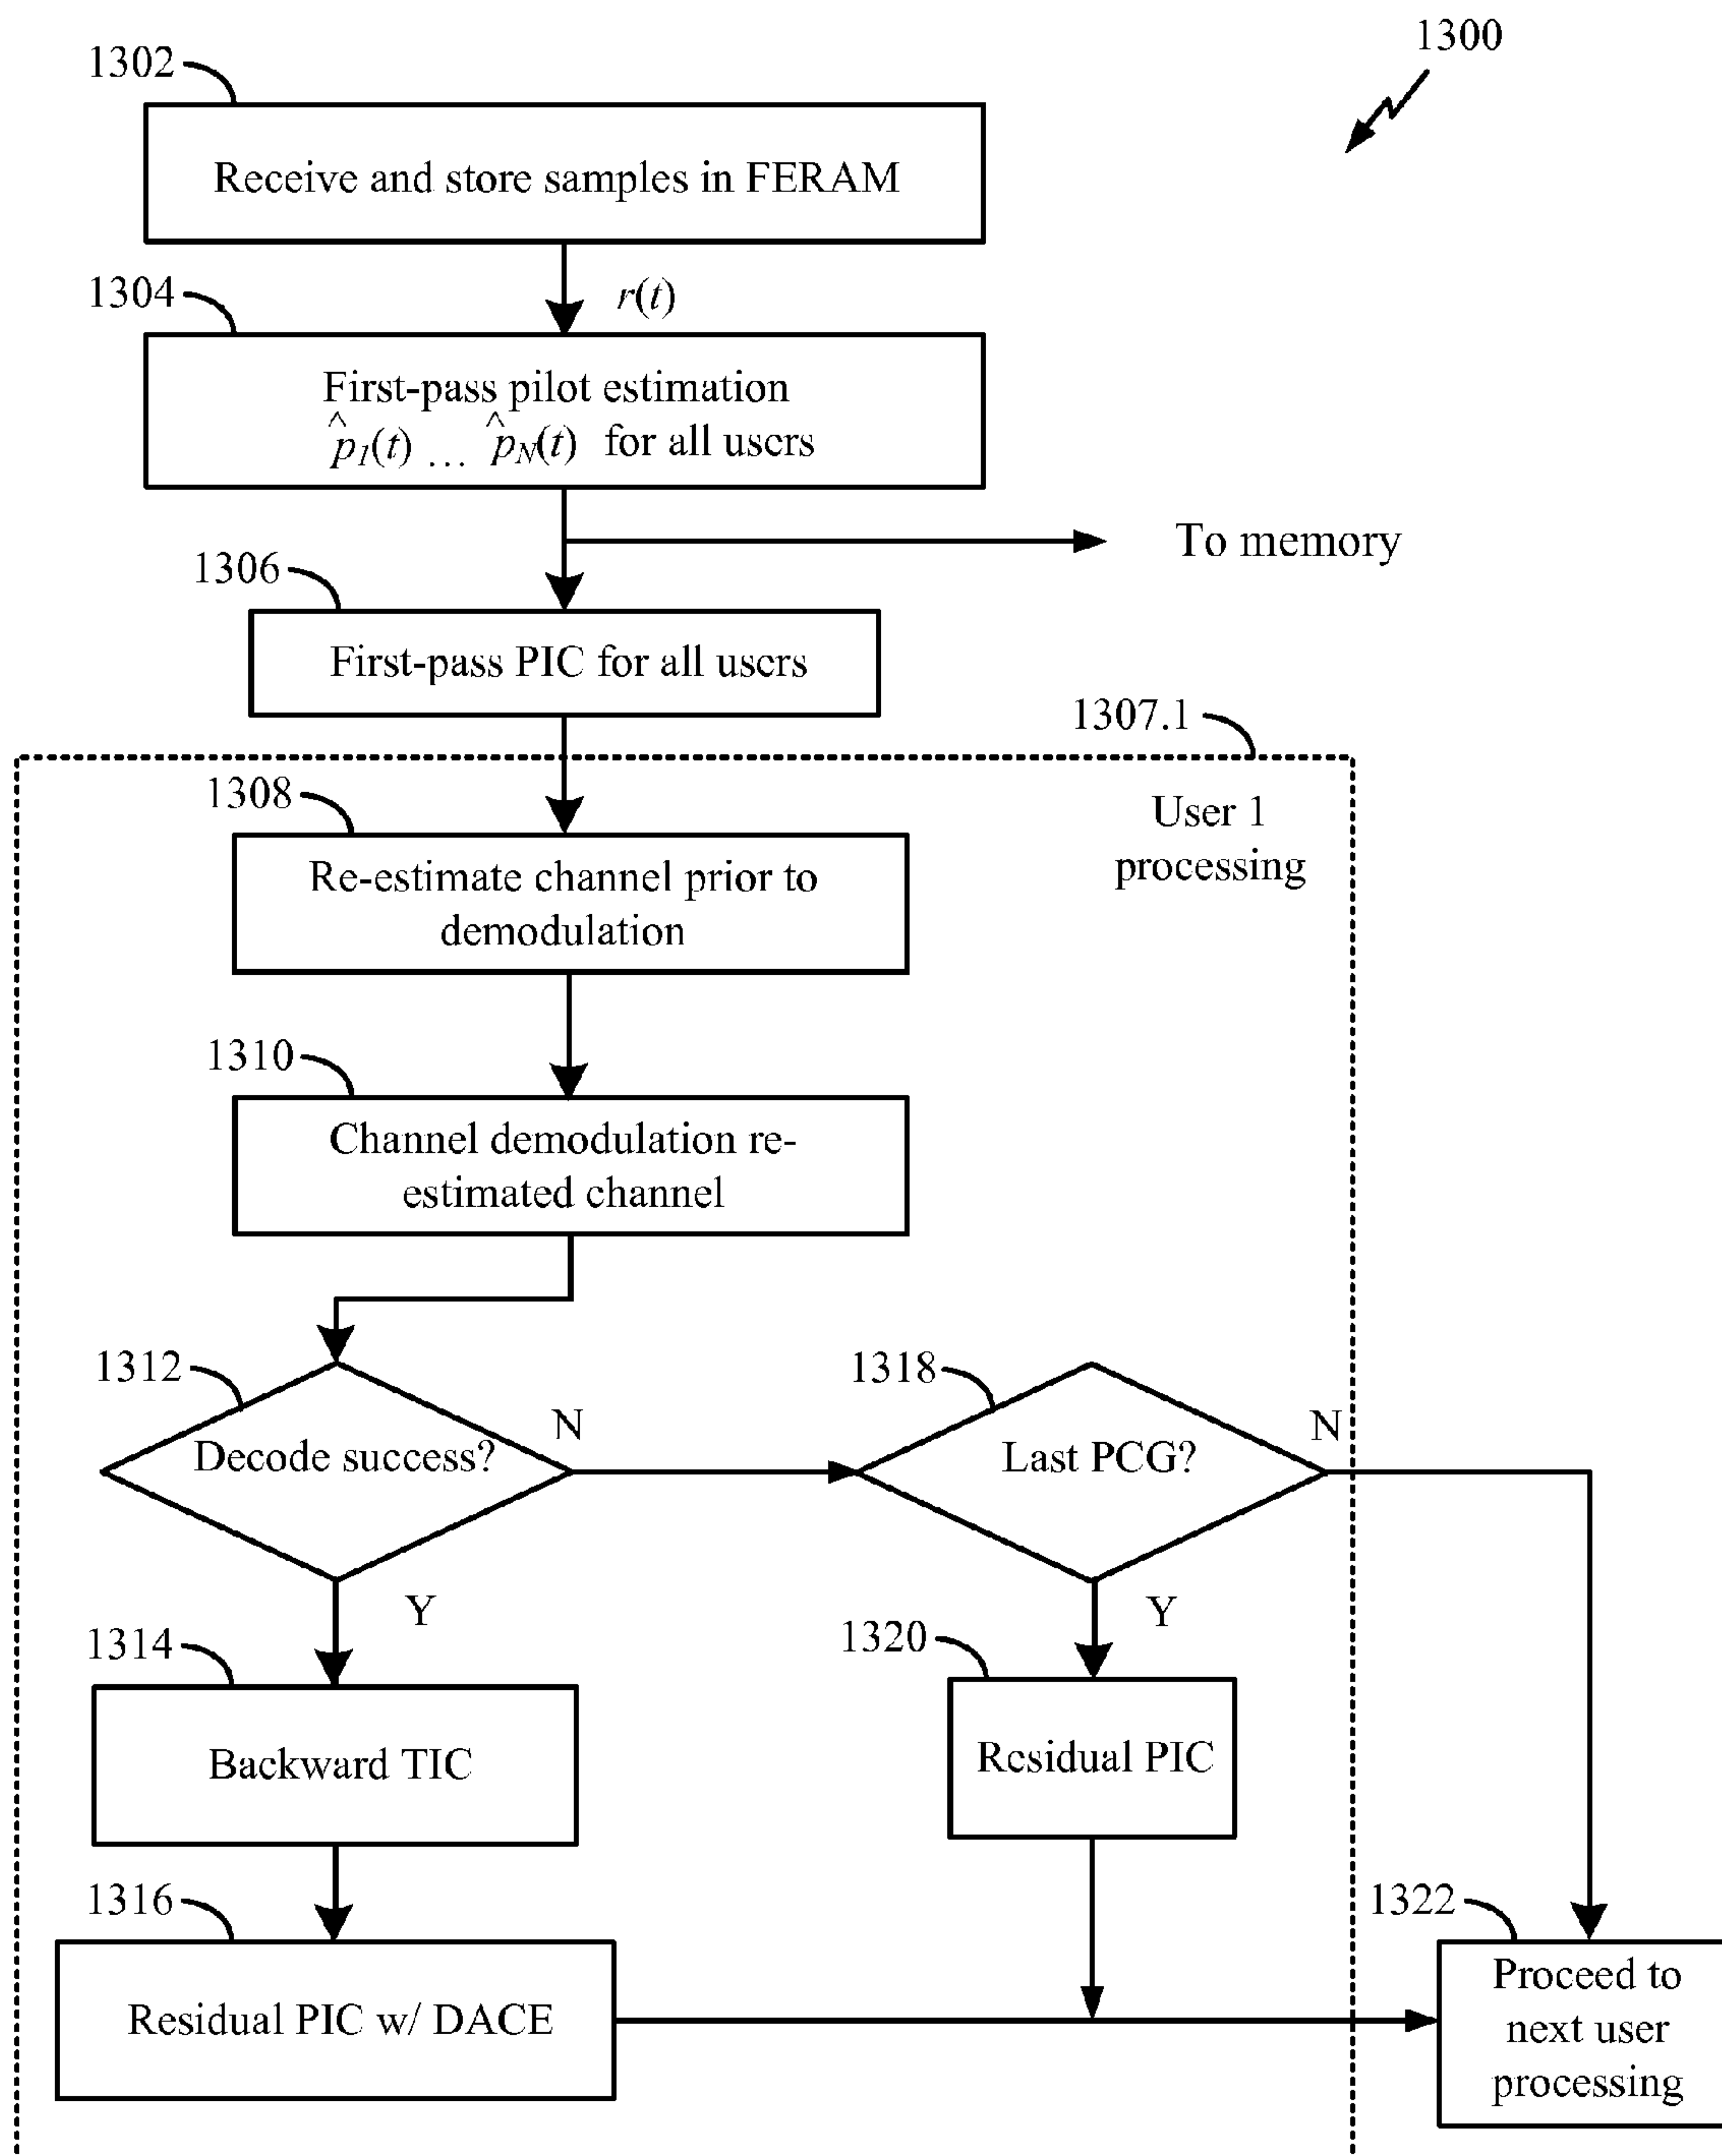 1300
1302
Receive and store samples in FERAM
r(t)
1304
First-pass pilot estimation
p̂1(t) ... p̂N(t) for all users
To memory
1306
First-pass PIC for all users
1307.1
User 1
processing
1308
Re-estimate channel prior to
demodulation
1310
Channel demodulation re-
estimated channel
1312
Decode success?
N
1318
Last PCG?
N
Y
Y
1314
Backward TIC
1320
Residual PIC
1316
Residual PIC w/ DACE
1322
Proceed to
next user
processing